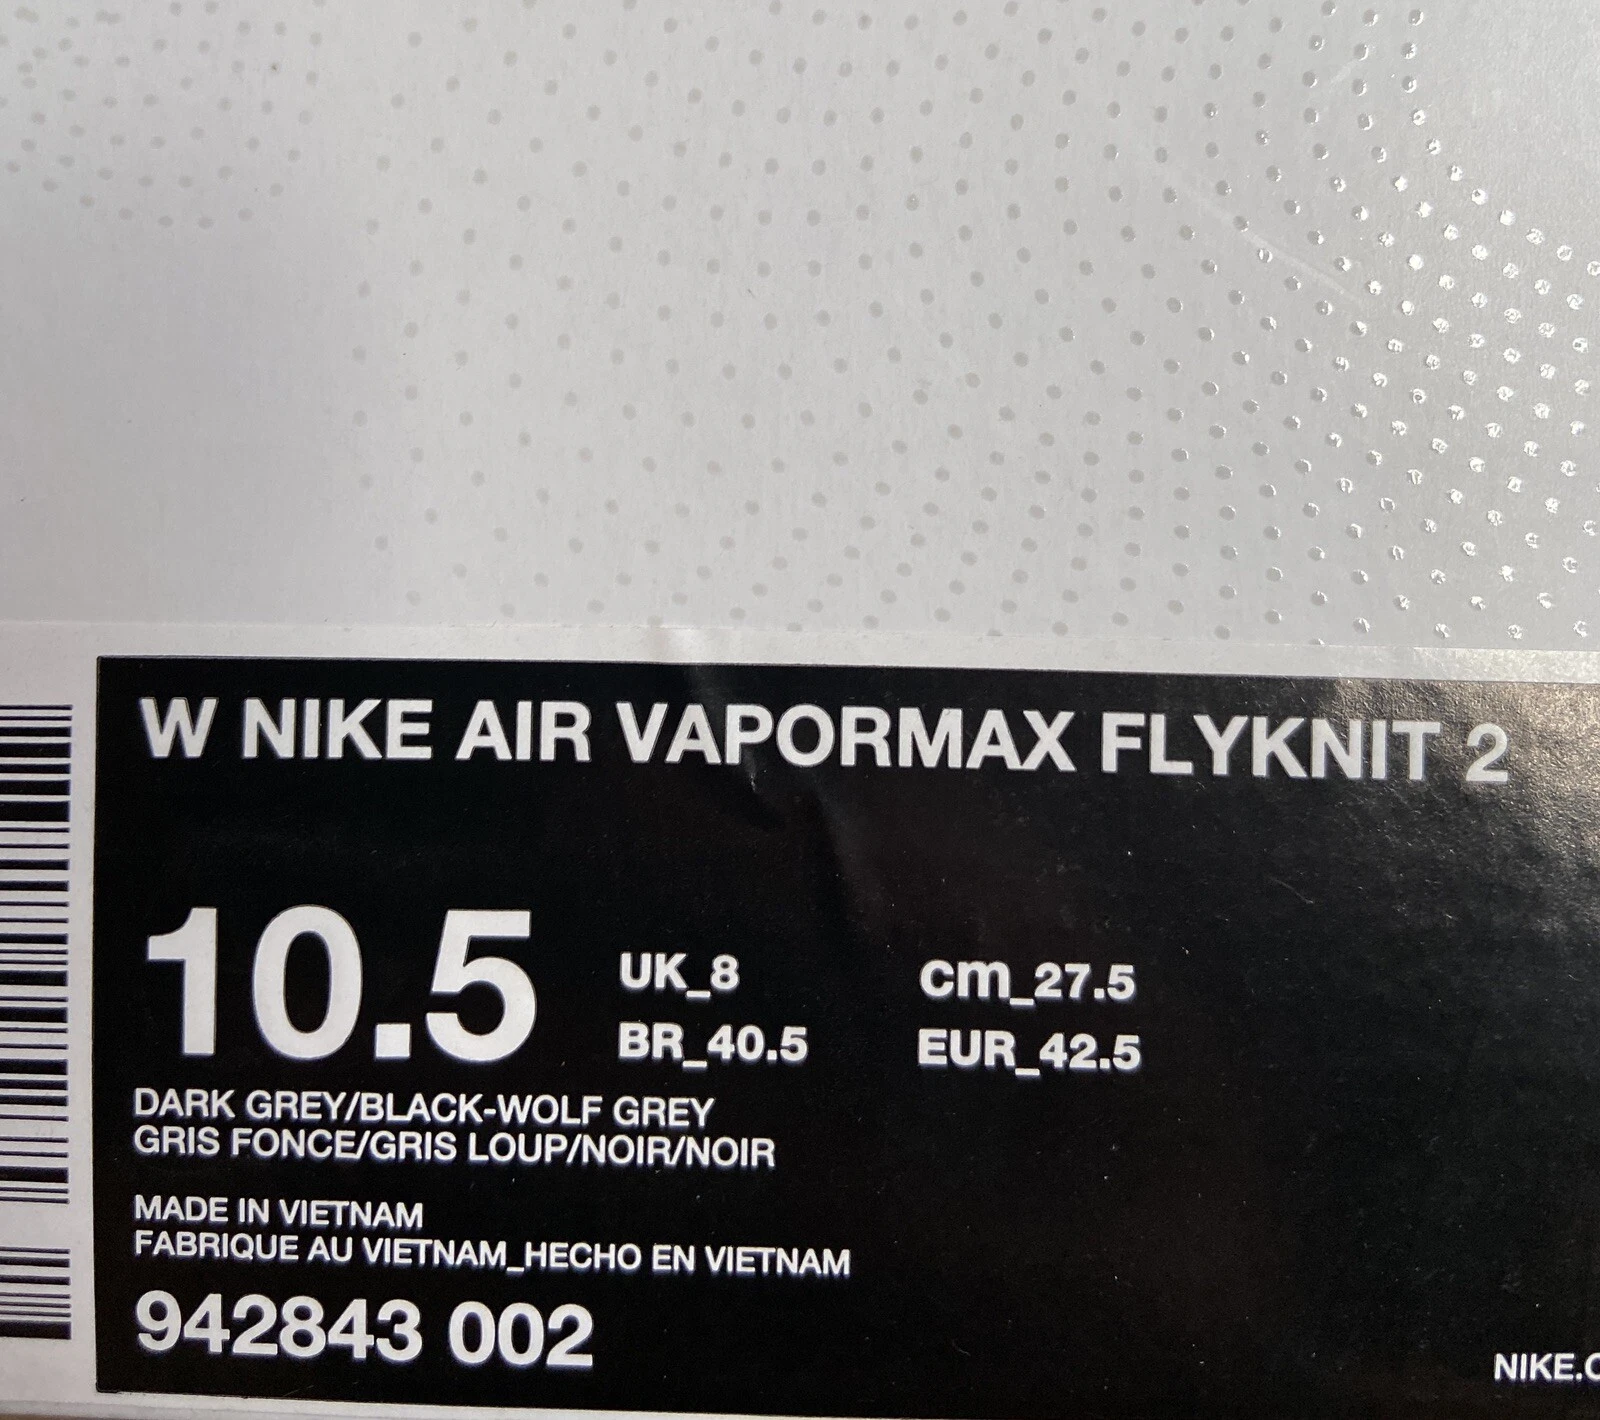 W NIKE AIR VAPORMAX FLYKNIT 2
10.5
UK_8
cm_27.5
BR_40.5
EUR_42.5
DARK GREY/BLACK-WOLF GREY
GRIS FONCE/GRIS LOUP/NOIR/NOIR
MADE IN VIETNAM
FABRIQUE AU VIETNAM_HECHO EN VIETNAM
942843 002
NIKE.C